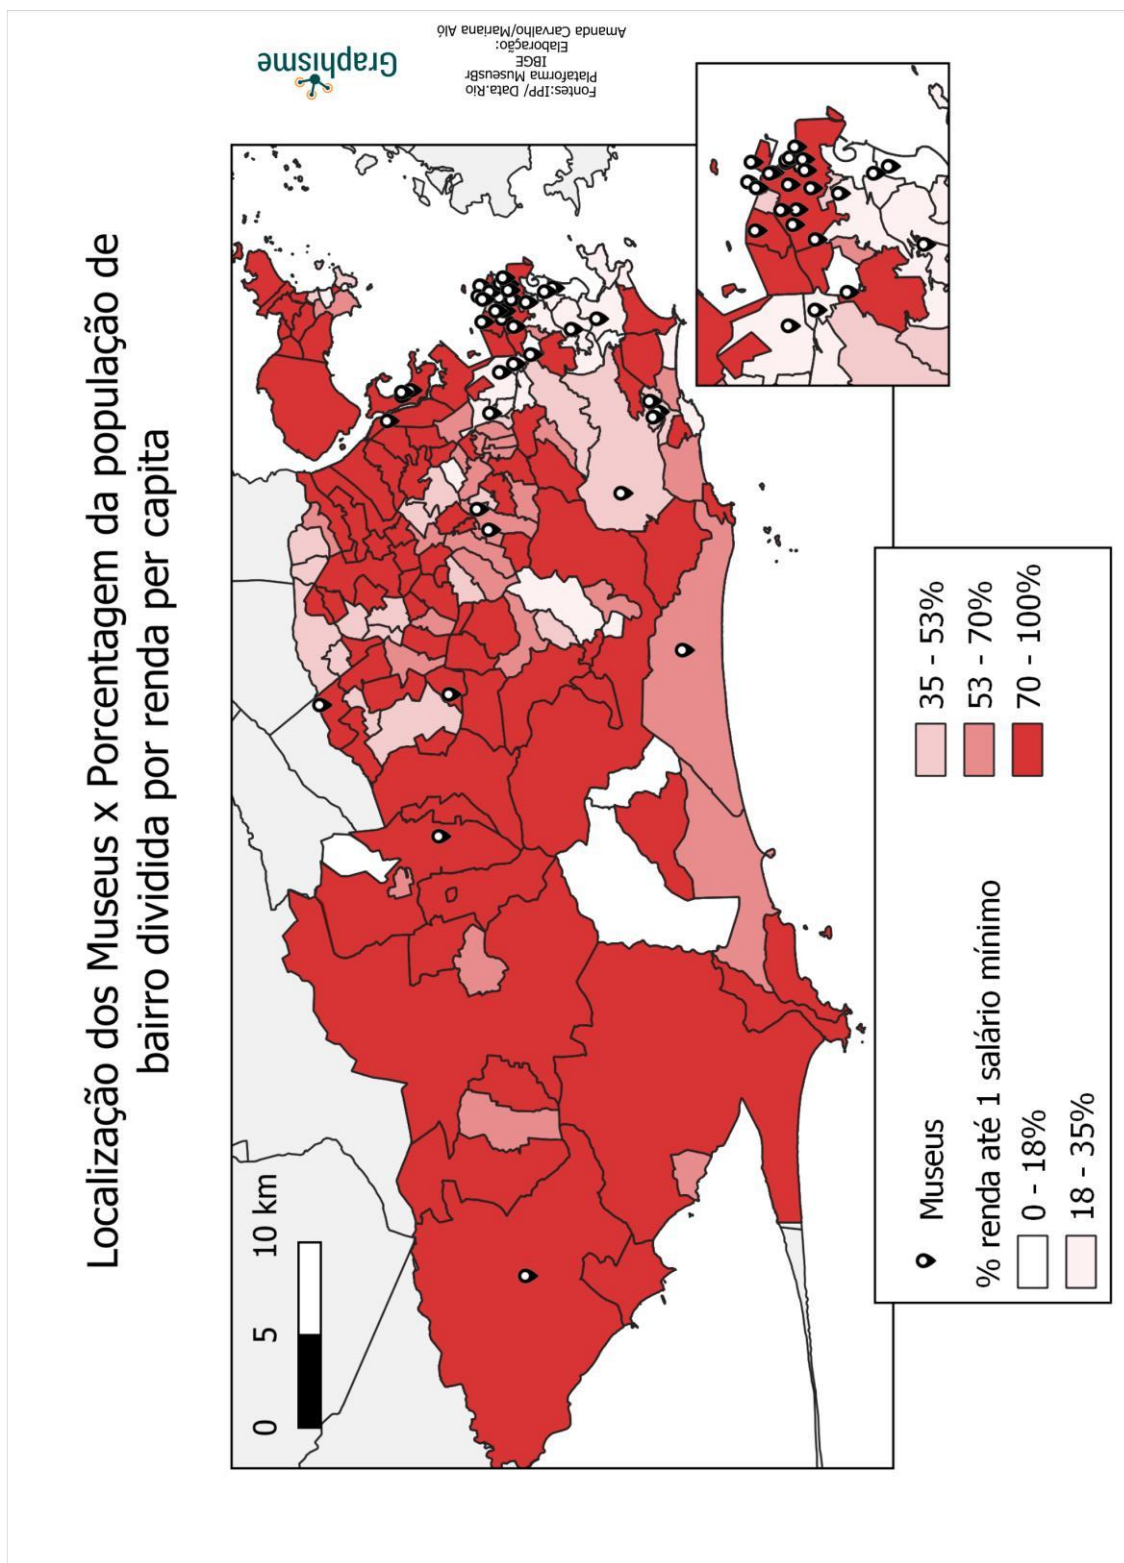 Localização dos Museus x Porcentagem da população de
bairro dividida por renda per capita
Graphisme
Fontes:IPP/ Data.Rio
Plataforma MuseusBr
IBGE
Elaboração:
Amanda Carvalho/Mariana Aló
0 5 10 km
Museus
% renda até 1 salário mínimo
0 - 18%
18 - 35%
35 - 53%
53 - 70%
70 - 100%